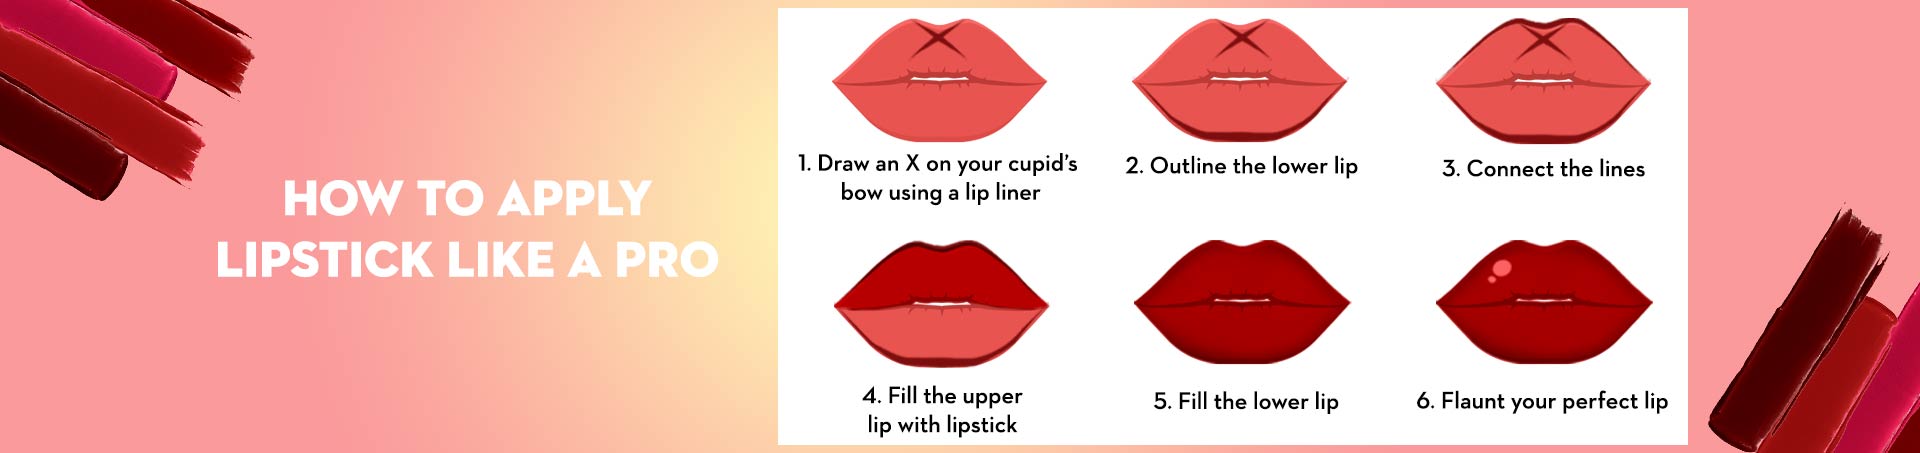 HOW TO APPLY
LIPSTICK LIKE A PRO
1. Draw an X on your cupid's
bow using a lip liner
2. Outline the lower lip
3. Connect the lines
4. Fill the upper
lip with lipstick
5. Fill the lower lip
6. Flaunt your perfect lip